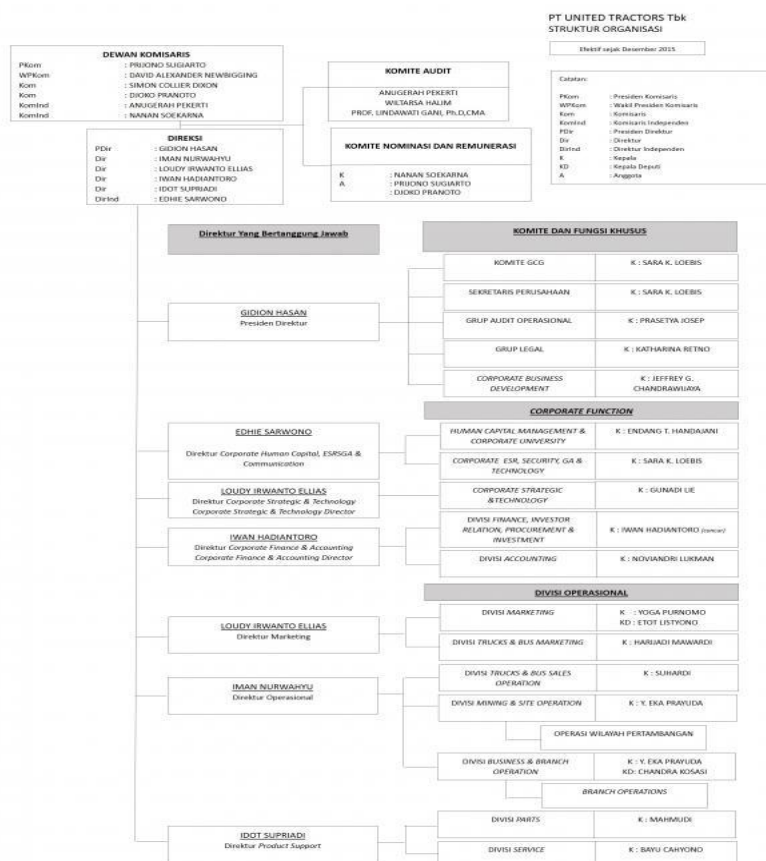 PT UNITED TRACTORS Tbk
STRUKTUR ORGANISASI
Efektif sejak Desember 2015
DEWAN KOMISARIS
PKom : PRIJONO SUGIARTO
WPKom : DAVID ALEXANDER NEWBIGGING
Kom : SIMON COLLIER DIXON
Kom : DJOKO PRANOTO
KomInd : ANUGERAH PEKERTI
KomInd : NANAN SOEKARNA
KOMITE AUDIT
ANUGERAH PEKERTI
WILTARSA HALIM
PROF. LINDAWATI GANI, Ph.D,CMA
Catatan:
PKom : Presiden Komisaris
WPKom : Wakil Presiden Komisaris
Kom : Komisaris
KomInd : Komisaris Independen
PDir : Presiden Direktur
Dir : Direktur
DirInd : Direktur Independen
K : Kepala
KD : Kepala Deputi
A : Anggota
DIREKSI
PDir : GIDION HASAN
Dir : IMAN NURWAHYU
Dir : LOUDY IRWANTO ELLIAS
Dir : IWAN HADIANTORO
Dir : IDOT SUPRIADI
DirInd : EDHIE SARWONO
KOMITE NOMINASI DAN REMUNERASI
K : NANAN SOEKARNA
A : PRIJONO SUGIARTO
: DJOKO PRANOTO
Direktur Yang Bertanggung Jawab
KOMITE DAN FUNGSI KHUSUS
GIDION HASAN
Presiden Direktur
KOMITE GCG K : SARA K. LOEBIS
SEKRETARIS PERUSAHAAN K : SARA K. LOEBIS
GRUP AUDIT OPERASIONAL K : PRASETYA JOSEP
GRUP LEGAL K : KATHARINA RETNO
CORPORATE BUSINESS K : JEFFREY G.
DEVELOPMENT CHANDRAWIJAYA
CORPORATE FUNCTION
EDHIE SARWONO
Direktur Corporate Human Capital, ESRSGA &
Communication
HUMAN CAPITAL MANAGEMENT & K : ENDANG T. HANDAJANI
CORPORATE UNIVERSITY
CORPORATE ESR, SECURITY, GA & K : SARA K. LOEBIS
TECHNOLOGY
LOUDY IRWANTO ELLIAS
Direktur Corporate Strategic & Technology
Corporate Strategic & Technology Director
CORPORATE STRATEGIC K : GUNADI LIE
&TECHNOLOGY
IWAN HADIANTORO
Direktur Corporate Finance & Accounting
Corporate Finance & Accounting Director
DIVISI FINANCE, INVESTOR
RELATION, PROCUREMENT & K : IWAN HADIANTORO (concur)
INVESTMENT
DIVISI ACCOUNTING K : NOVIANDRI LUKMAN
DIVISI OPERASIONAL
LOUDY IRWANTO ELLIAS
Direktur Marketing
DIVISI MARKETING K : YOGA PURNOMO
KD : ETOT LISTYONO
DIVISI TRUCKS & BUS MARKETING K : HARIJADI MAWARDI
IMAN NURWAHYU
Direktur Operasional
DIVISI TRUCKS & BUS SALES K : SUHARDI
OPERATION
DIVISI MINING & SITE OPERATION K : Y. EKA PRAYUDA
OPERASI WILAYAH PERTAMBANGAN
DIVISI BUSINESS & BRANCH K : Y. EKA PRAYUDA
OPERATION KD: CHANDRA KOSASI
BRANCH OPERATIONS
IDOT SUPRIADI
Direktur Product Support
DIVISI PARTS K : MAHMUDI
DIVISI SERVICE K : BAYU CAHYONO